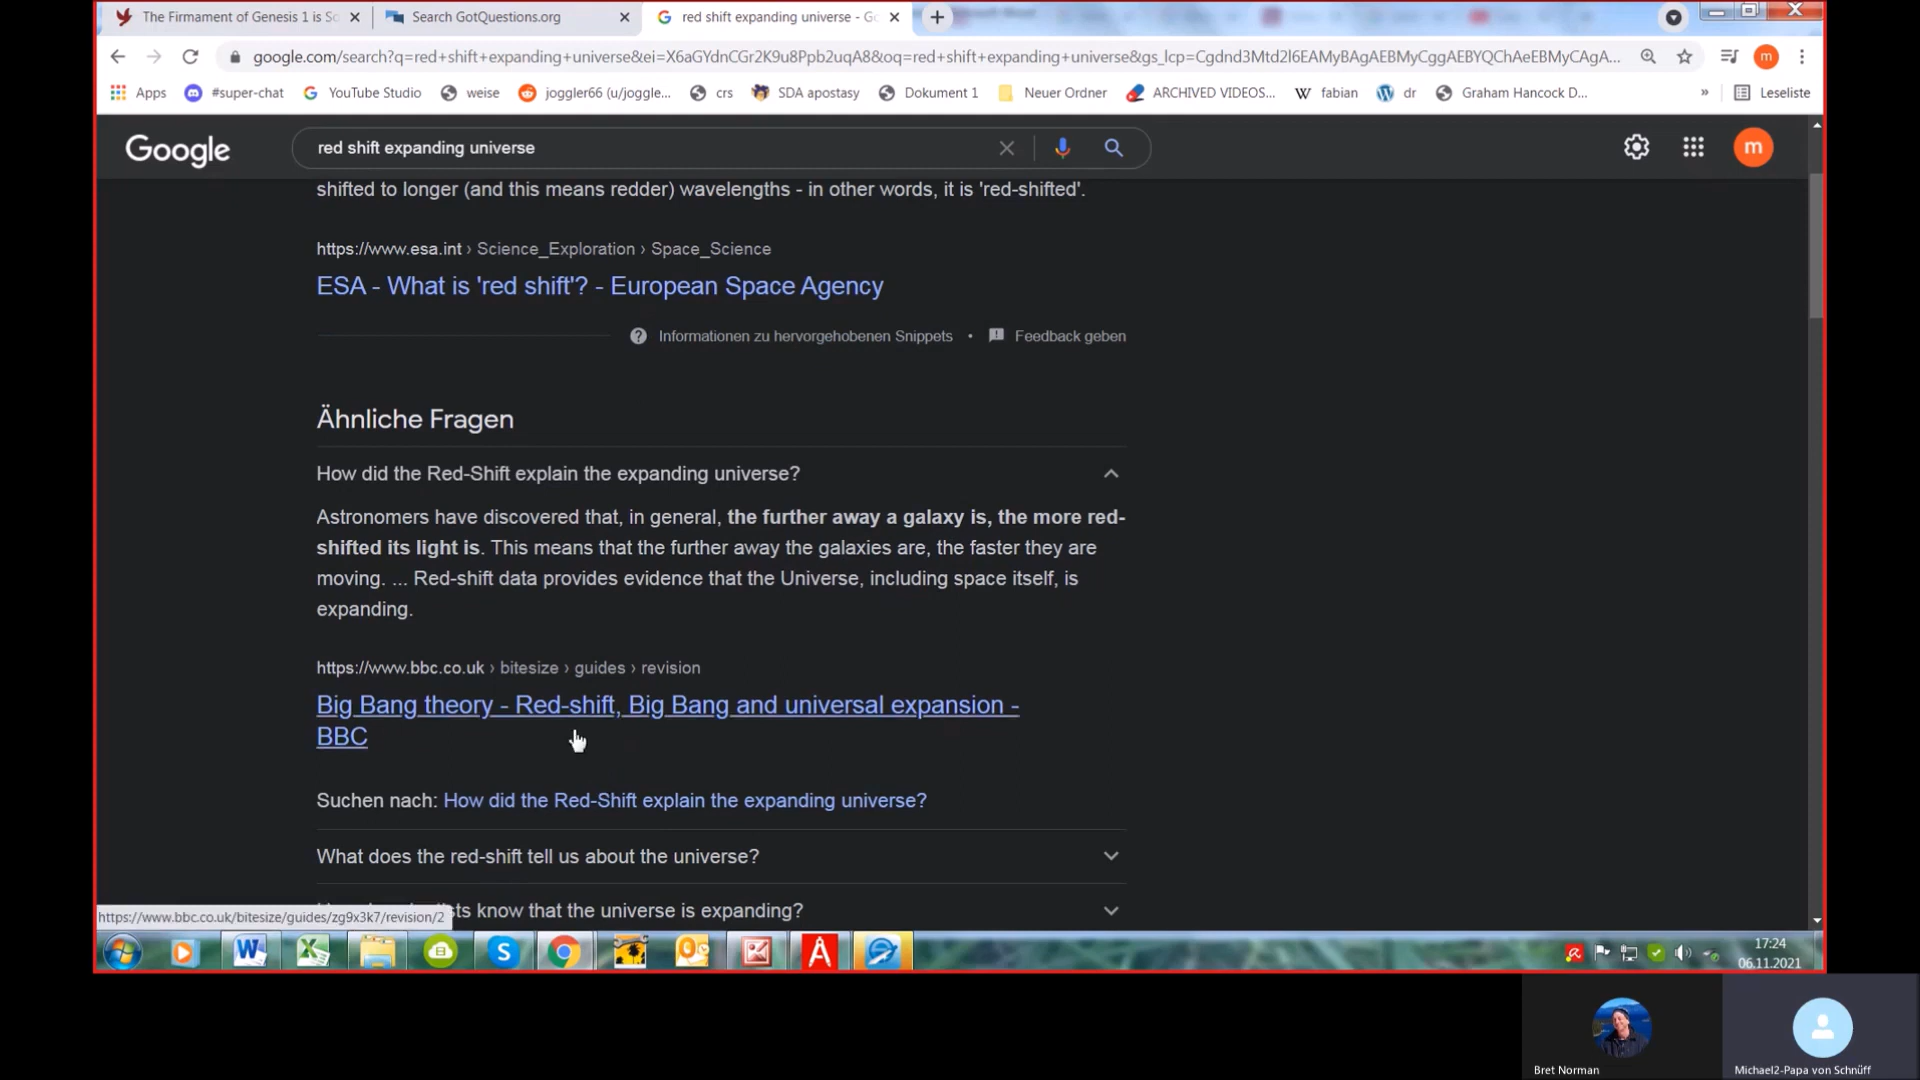 The Firmament of Genesis 1 is So
Search GotQuestions.org
red shift expanding universe - Go
google.com/search?q=red+shift+expanding+universe&ei=X6aGYdnCGr2K9u8Ppb2uqA8&oq=red+shift+expanding+universe&gs_lcp=Cgdnd3Mtd2l6EAMyBAgAEBMyCggAEBYQChAeEBMyCAgA...
Apps
#super-chat
YouTube Studio
weise
joggler66 (u/joggle...
crs
SDA apostasy
Dokument 1
Neuer Ordner
ARCHIVED VIDEOS...
fabian
dr
Graham Hancock D...
»
Leseliste
Google
red shift expanding universe
m
shifted to longer (and this means redder) wavelengths - in other words, it is 'red-shifted'.
https://www.esa.int › Science_Exploration › Space_Science
ESA - What is 'red shift'? - European Space Agency
Informationen zu hervorgehobenen Snippets • Feedback geben
Ähnliche Fragen
How did the Red-Shift explain the expanding universe?
Astronomers have discovered that, in general, the further away a galaxy is, the more red-
shifted its light is. This means that the further away the galaxies are, the faster they are
moving. ... Red-shift data provides evidence that the Universe, including space itself, is
expanding.
https://www.bbc.co.uk › bitesize › guides › revision
Big Bang theory - Red-shift, Big Bang and universal expansion -
BBC
Suchen nach: How did the Red-Shift explain the expanding universe?
What does the red-shift tell us about the universe?
know that the universe is expanding?
https://www.bbc.co.uk/bitesize/guides/zg9x3k7/revision/2
17:24
06.11.2021
Bret Norman
Michael2-Papa von Schnüff